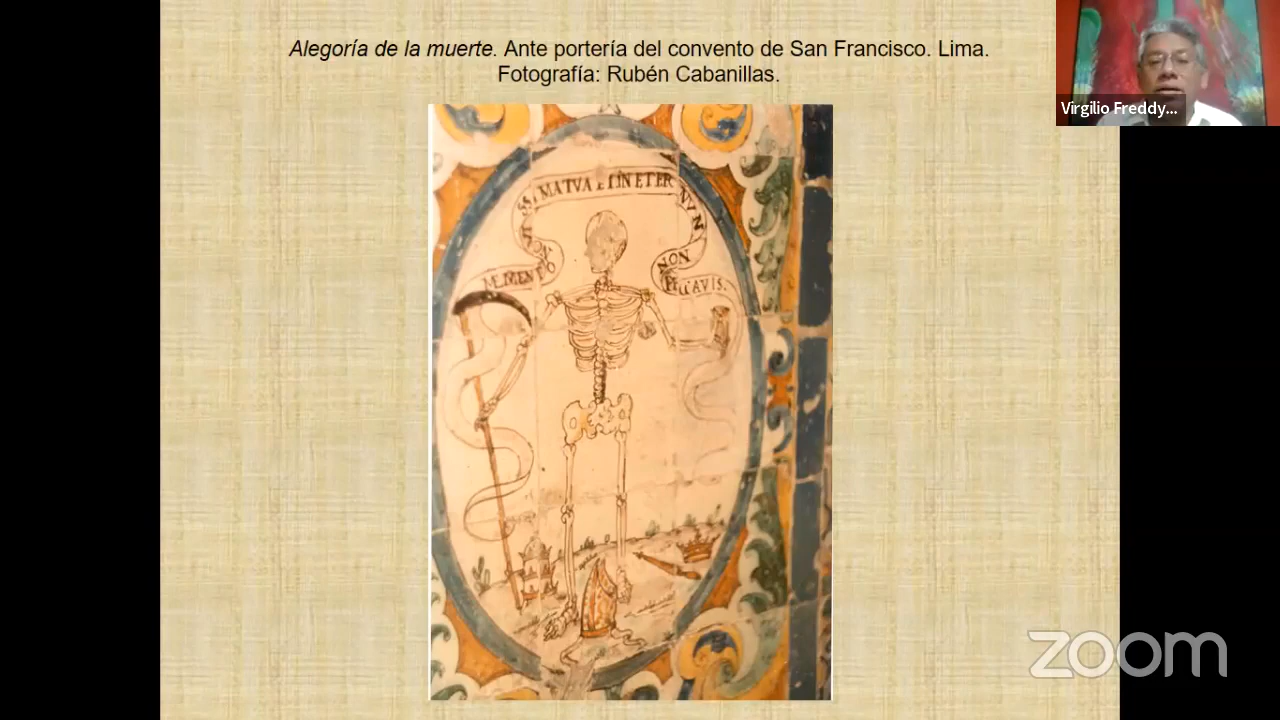 Alegoría de la muerte. Ante portería del convento de San Francisco. Lima.
Fotografía: Rubén Cabanillas.
Virgilio Freddy...
MATVA
NON
PECCAVIS.
zoom